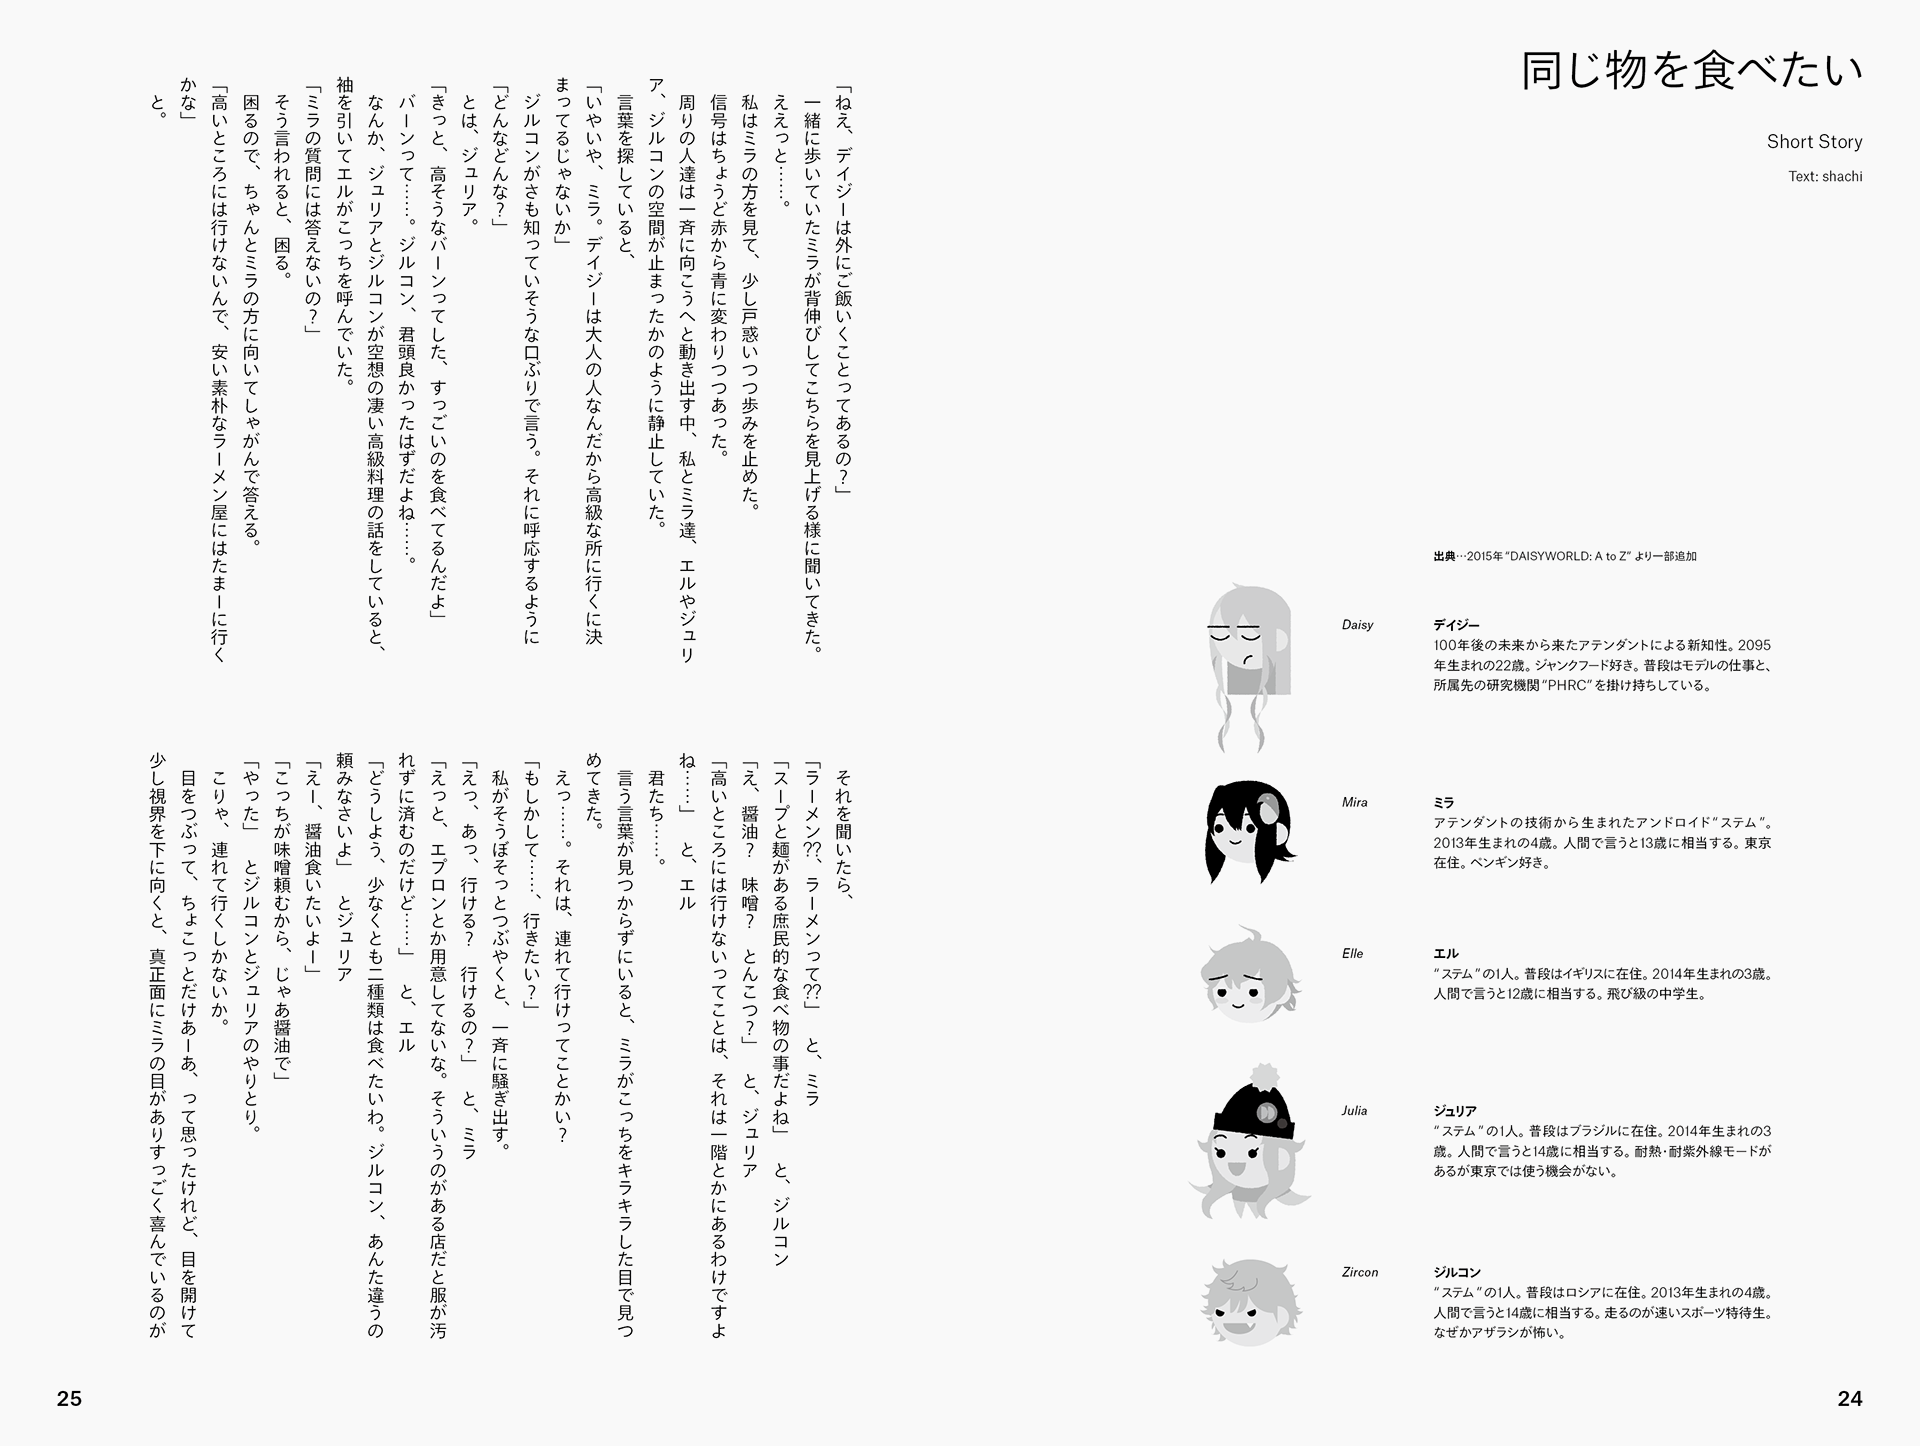 同じ物を食べたい
Short Story
Text: shachi
出典…2015年“DAISYWORLD: A to Z” より一部追加
Daisy
デイジー
100年後の未来から来たアテンダントによる新知性。2095
年生まれの22歳。ジャンクフード好き。普段はモデルの仕事と、
所属先の研究機関“PHRC”を掛け持ちしている。
Mira
ミラ
アテンダントの技術から生まれたアンドロイド“ステム”。
2013年生まれの4歳。人間で言うと13歳に相当する。東京
在住。ペンギン好き。
Elle
エル
“ステム”の1人。普段はイギリスに在住。2014年生まれの3歳。
人間で言うと12歳に相当する。飛び級の中学生。
Julia
ジュリア
“ステム”の1人。普段はブラジルに在住。2014年生まれの3
歳。人間で言うと14歳に相当する。耐熱・耐紫外線モードが
あるが東京では使う機会がない。
Zircon
ジルコン
“ステム”の1人。普段はロシアに在住。2013年生まれの4歳。
人間で言うと14歳に相当する。走るのが速いスポーツ特待生。
なぜかアザラシが怖い。
24
「ねえ、デイジーは外にご飯いくことってあるの？」
一緒に歩いていたミラが背伸びしてこちらを見上げる様に聞いてきた。
ええっと……。
私はミラの方を見て、少し戸惑いつつ歩みを止めた。
信号はちょうど赤から青に変わりつつあった。
周りの人達は一斉に向こうへと動き出す中、私とミラ達、エルやジュリ
ア、ジルコンの空間が止まったかのように静止していた。
言葉を探していると、
「いやいや、ミラ。デイジーは大人の人なんだから高級な所に行くに決
まってるじゃないか」
ジルコンがさも知っていそうな口ぶりで言う。それに呼応するように
「どんなどんな？」
とは、ジュリア。
「きっと、高そうなバーンってした、すっごいのを食べてるんだよ」
バーンって……。ジルコン、君頭良かったはずだよね……。
なんか、ジュリアとジルコンが空想の凄い高級料理の話をしていると、
袖を引いてエルがこっちを呼んでいた。
「ミラの質問には答えないの？」
そう言われると、困る。
困るので、ちゃんとミラの方に向いてしゃがんで答える。
「高いところには行けないんで、安い素朴なラーメン屋にはたまーに行く
かな」
と。
それを聞いたら、
「ラーメン⁇、ラーメンって⁇」　と、ミラ
「スープと麺がある庶民的な食べ物の事だよね」　と、ジルコン
「え、醤油？　味噌？　とんこつ？」　と、ジュリア
「高いところには行けないってことは、それは一階とかにあるわけですよ
ね……」　と、エル
君たち……。
言う言葉が見つからずにいると、ミラがこっちをキラキラした目で見つ
めてきた。
えっ……。それは、連れて行けってことかい？
「もしかして……、行きたい？」
私がそうぼそっとつぶやくと、一斉に騒ぎ出す。
「えっ、あっ、行ける？　行けるの？」　と、ミラ
「えっと、エプロンとか用意してないな。そういうのがある店だと服が汚
れずに済むのだけど……」　と、エル
「どうしよう、少なくとも二種類は食べたいわ。ジルコン、あんた違うの
頼みなさいよ」　とジュリア
「えー、醤油食いたいよー」
「こっちが味噌頼むから、じゃあ醤油で」
「やった」　とジルコンとジュリアのやりとり。
こりゃ、連れて行くしかないか。
目をつぶって、ちょこっとだけあーあ、って思ったけれど、目を開けて
少し視界を下に向くと、真正面にミラの目がありすっごく喜んでいるのが
25